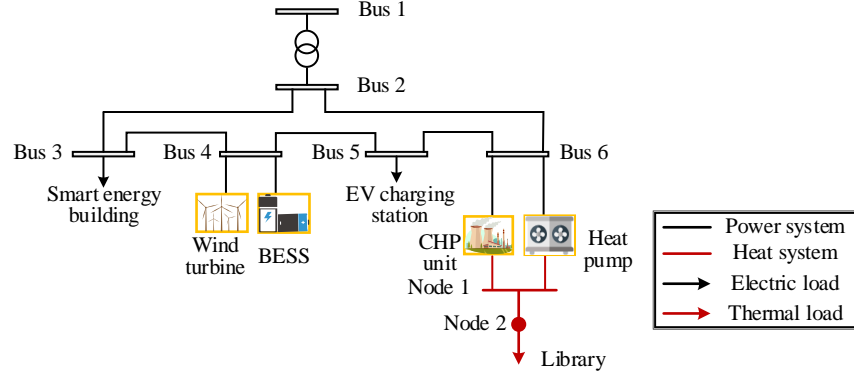 Bus 1
Bus 2
Bus 3
Bus 4
Bus 5
Bus 6
Smart energy
building
Wind
turbine
BESS
EV charging
station
CHP
unit
Heat
pump
Node 1
Node 2
Library
Power system
Heat system
Electric load
Thermal load